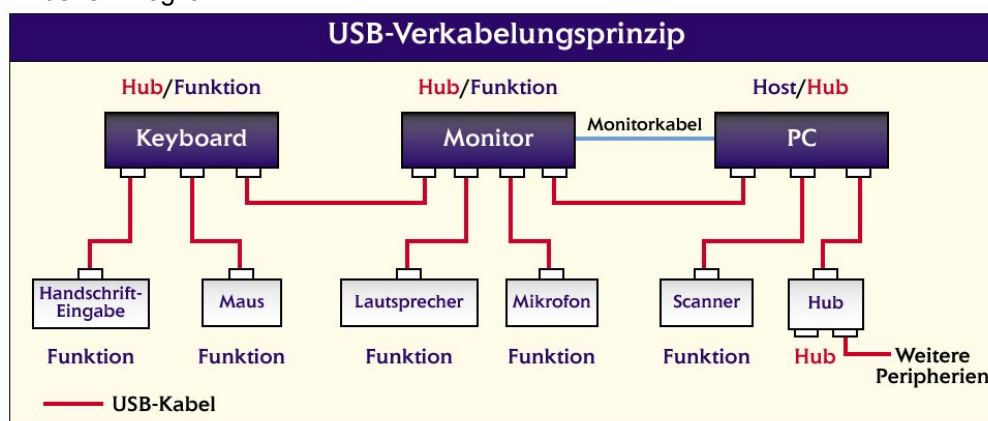 USB-Verkabelungsprinzip
Hub/Funktion
Hub/Funktion
Host/Hub
Keyboard
Monitor
Monitorkabel
PC
Handschrift-
Eingabe
Maus
Lautsprecher
Mikrofon
Scanner
Hub
Funktion
Funktion
Funktion
Funktion
Funktion
Hub
Weitere
Peripherien
USB-Kabel